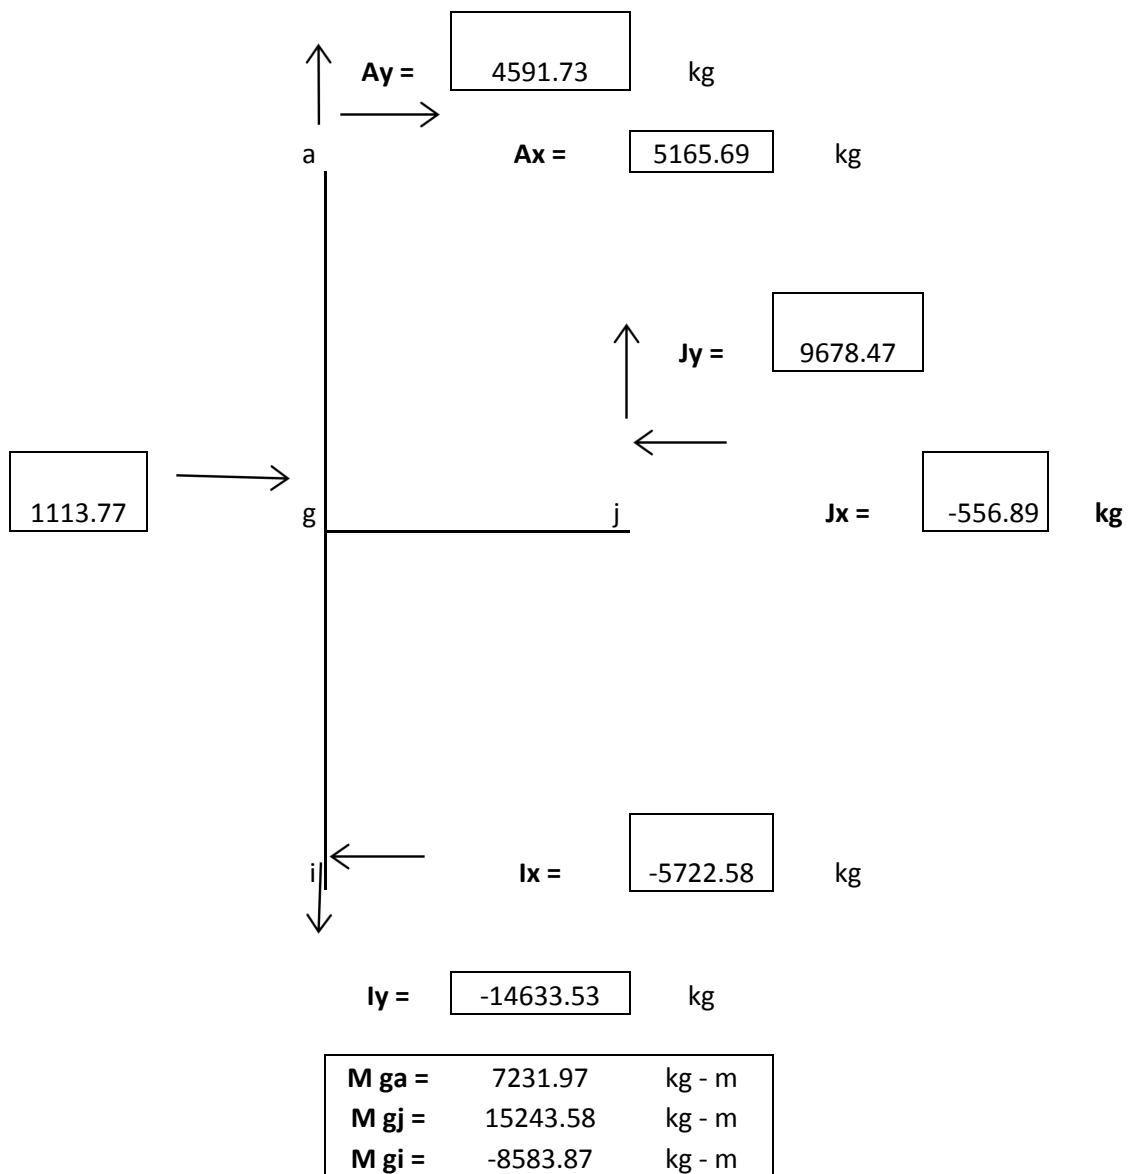 Ay = 4591.73 kg
a Ax = 5165.69 kg
Jy = 9678.47
1113.77 g j Jx = -556.89 kg
i Ix = -5722.58 kg
Iy = -14633.53 kg
M ga = 7231.97 kg - m
M gj = 15243.58 kg - m
M gi = -8583.87 kg - m